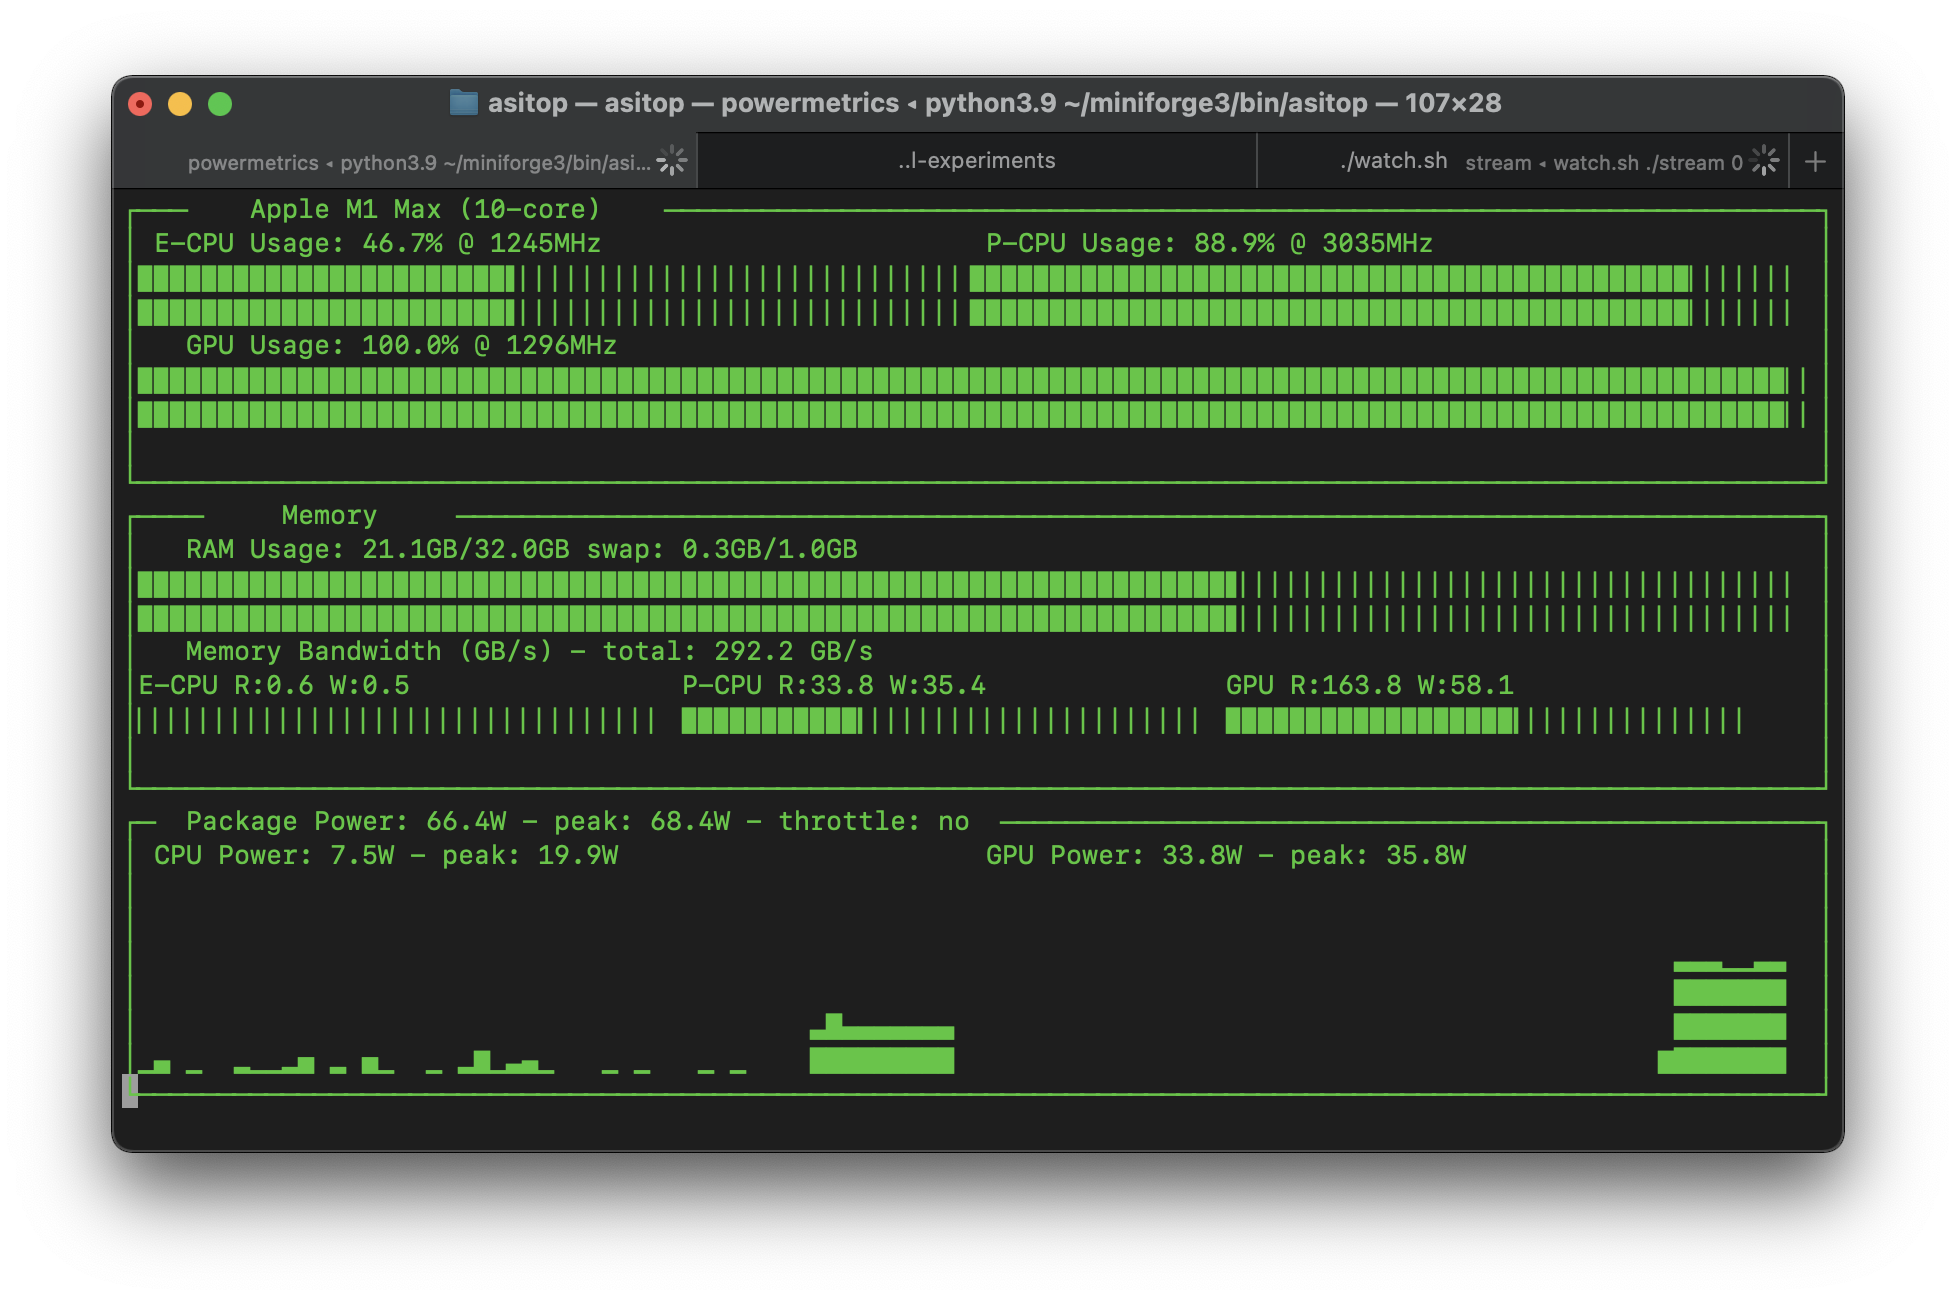 asitop — asitop — powermetrics ◂ python3.9 ~/miniforge3/bin/asitop — 107×28
powermetrics ◂ python3.9 ~/miniforge3/bin/asi... ..l-experiments ./watch.sh stream ◂ watch.sh ./stream 0 +
Apple M1 Max (10-core)
E-CPU Usage: 46.7% @ 1245MHz P-CPU Usage: 88.9% @ 3035MHz
GPU Usage: 100.0% @ 1296MHz
Memory
RAM Usage: 21.1GB/32.0GB swap: 0.3GB/1.0GB
Memory Bandwidth (GB/s) - total: 292.2 GB/s
E-CPU R:0.6 W:0.5 P-CPU R:33.8 W:35.4 GPU R:163.8 W:58.1
Package Power: 66.4W - peak: 68.4W - throttle: no
CPU Power: 7.5W - peak: 19.9W GPU Power: 33.8W - peak: 35.8W